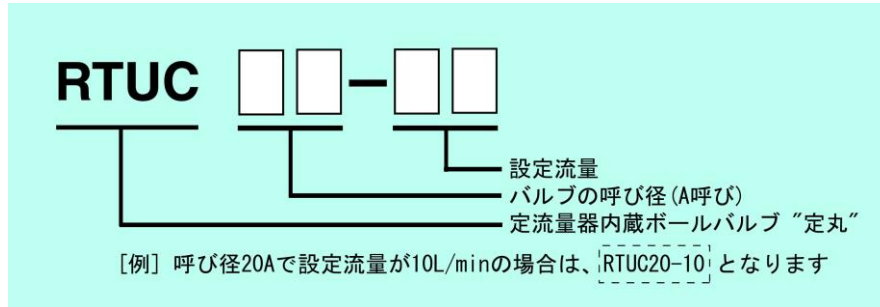 RTUC □□-□□
設定流量
バルブの呼び径(A呼び)
定流量器内蔵ボールバルブ "定丸"
[例] 呼び径20Aで設定流量が10L/minの場合は、RTUC20-10となります